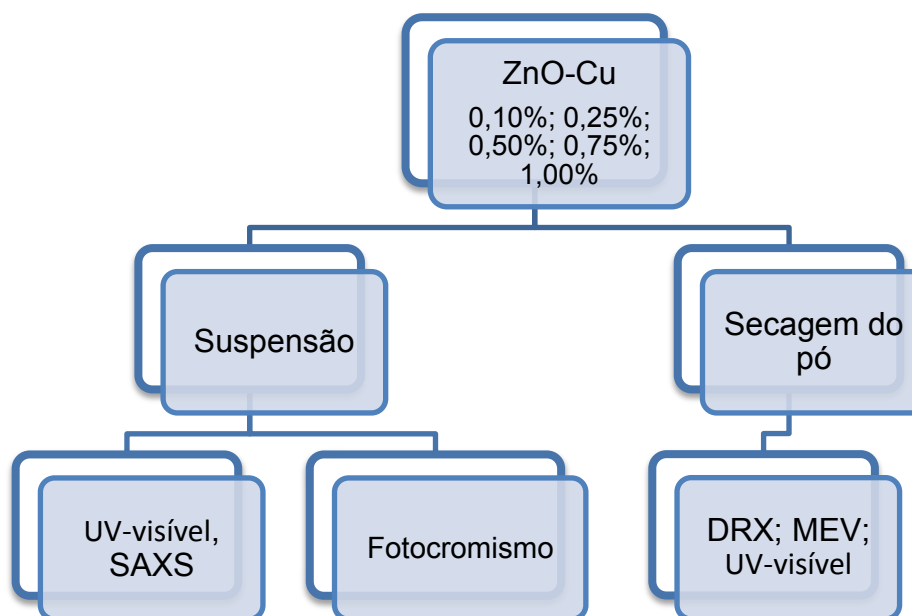 ZnO-Cu
0,10%; 0,25%;
0,50%; 0,75%;
1,00%
Suspensão
Secagem do
pó
UV-visível,
SAXS
Fotocromismo
DRX; MEV;
UV-visível